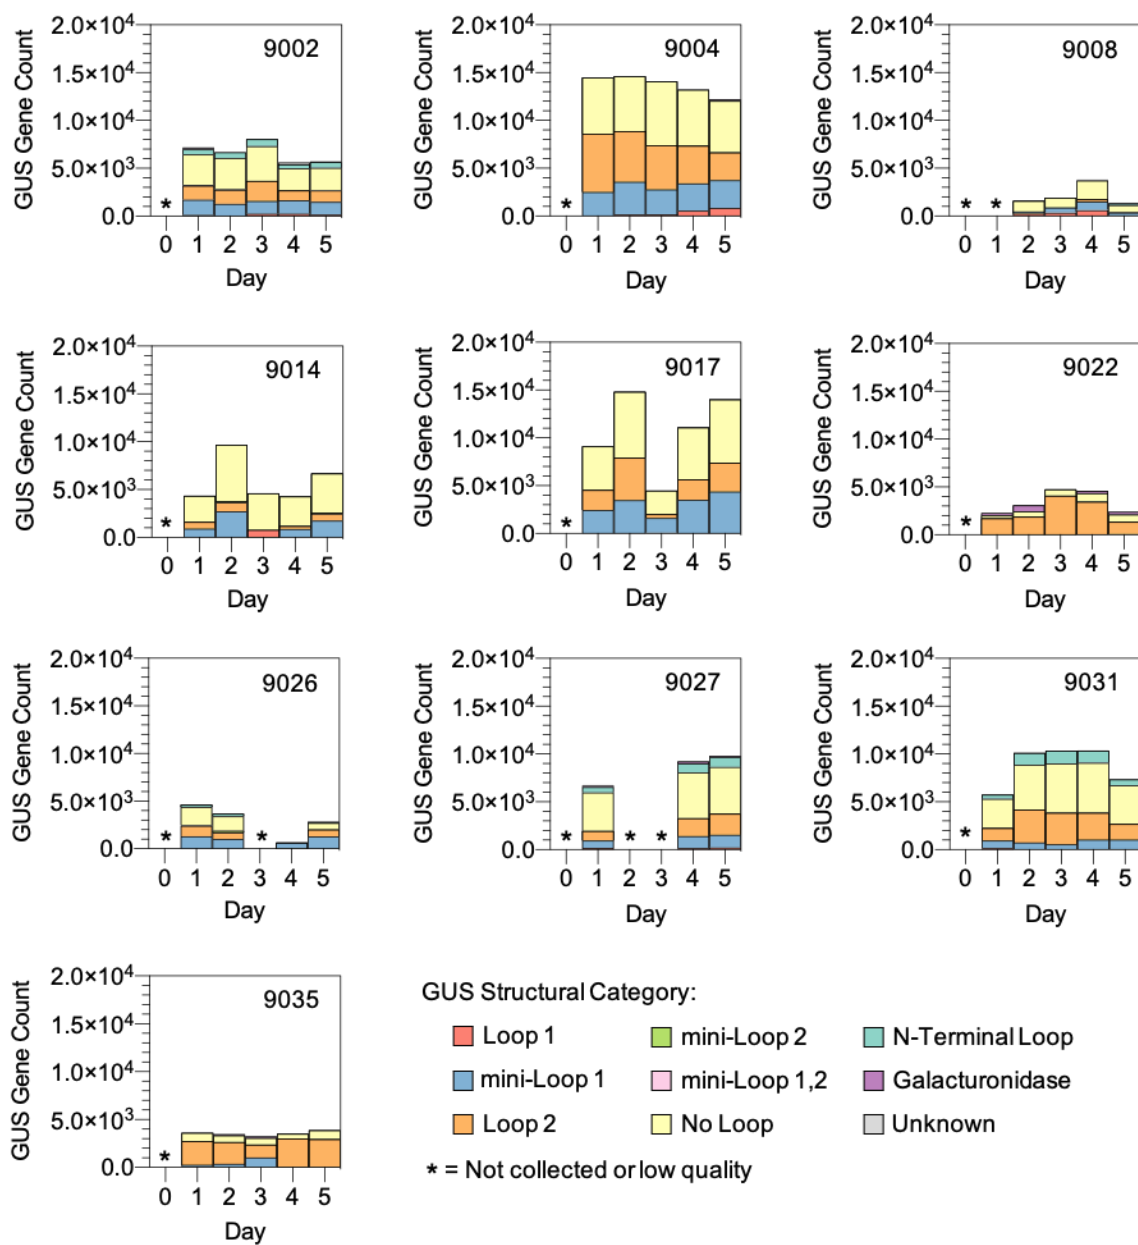 GUS Gene Count
2.0×10⁴
1.5×10⁴
1.0×10⁴
5.0×10³
0.0
9002
*
0 1 2 3 4 5
Day
GUS Gene Count
2.0×10⁴
1.5×10⁴
1.0×10⁴
5.0×10³
0.0
9004
*
0 1 2 3 4 5
Day
GUS Gene Count
2.0×10⁴
1.5×10⁴
1.0×10⁴
5.0×10³
0.0
9008
* *
0 1 2 3 4 5
Day
GUS Gene Count
2.0×10⁴
1.5×10⁴
1.0×10⁴
5.0×10³
0.0
9014
*
0 1 2 3 4 5
Day
GUS Gene Count
2.0×10⁴
1.5×10⁴
1.0×10⁴
5.0×10³
0.0
9017
*
0 1 2 3 4 5
Day
GUS Gene Count
2.0×10⁴
1.5×10⁴
1.0×10⁴
5.0×10³
0.0
9022
*
0 1 2 3 4 5
Day
GUS Gene Count
2.0×10⁴
1.5×10⁴
1.0×10⁴
5.0×10³
0.0
9026
* *
0 1 2 3 4 5
Day
GUS Gene Count
2.0×10⁴
1.5×10⁴
1.0×10⁴
5.0×10³
0.0
9027
* * *
0 1 2 3 4 5
Day
GUS Gene Count
2.0×10⁴
1.5×10⁴
1.0×10⁴
5.0×10³
0.0
9031
*
0 1 2 3 4 5
Day
GUS Gene Count
2.0×10⁴
1.5×10⁴
1.0×10⁴
5.0×10³
0.0
9035
*
0 1 2 3 4 5
Day
GUS Structural Category:
Loop 1
mini-Loop 2
N-Terminal Loop
mini-Loop 1
mini-Loop 1,2
Galacturonidase
Loop 2
No Loop
Unknown
* = Not collected or low quality